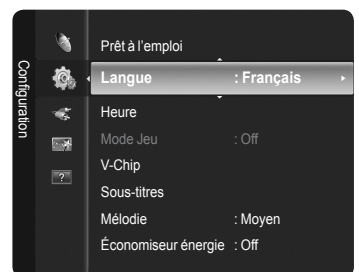 Configuration
Prêt à l'emploi
Langue : Français
Heure
Mode Jeu : Off
V-Chip
Sous-titres
Mélodie : Moyen
Économiseur énergie : Off
?